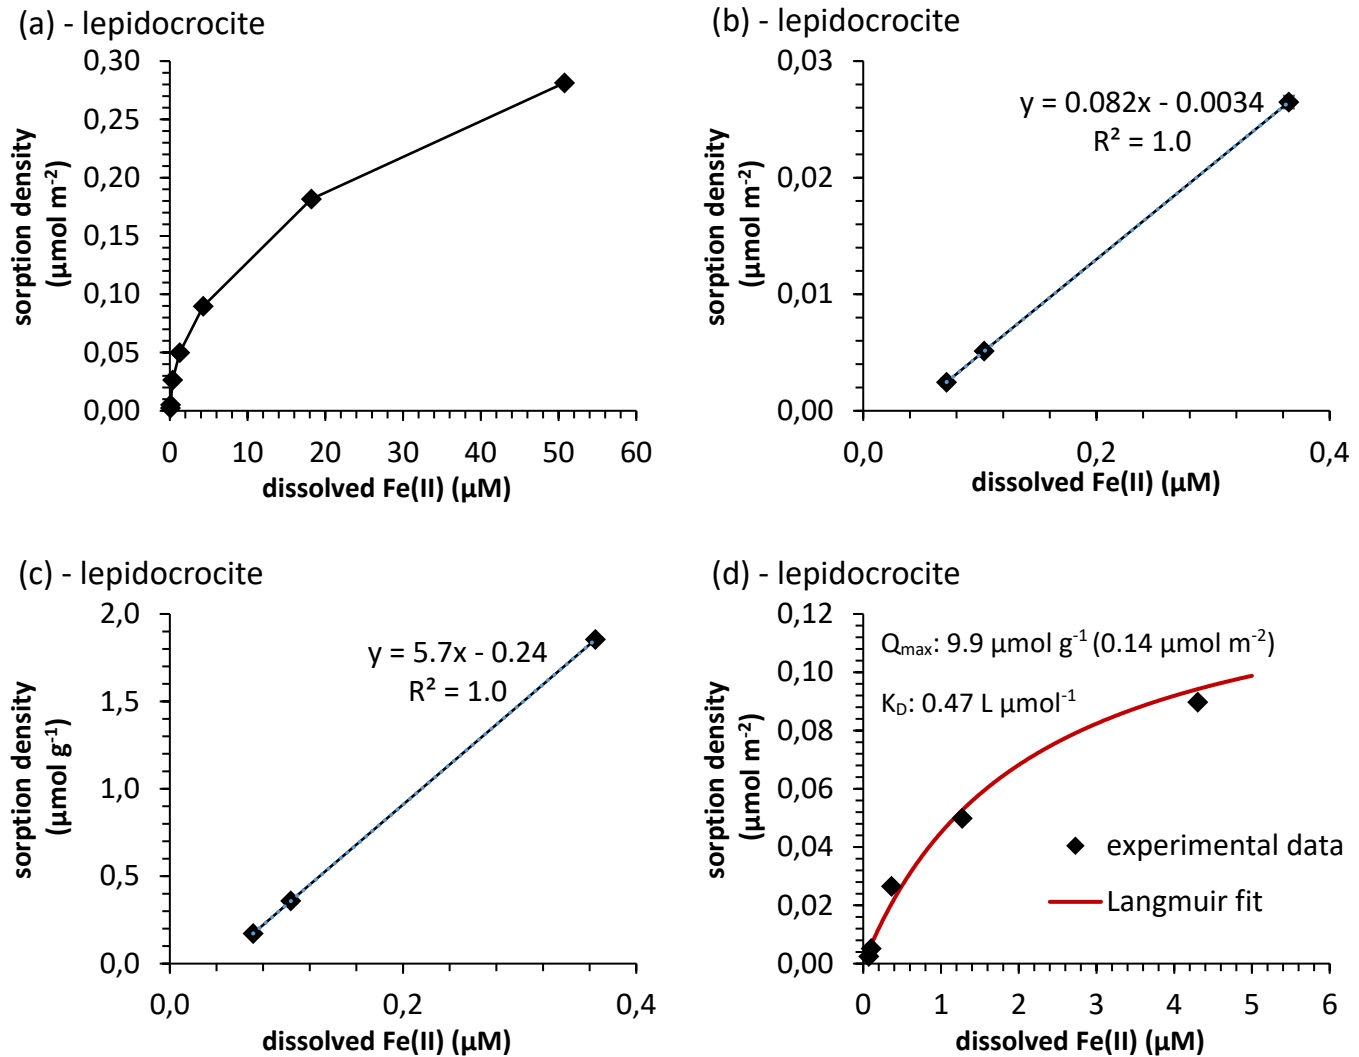 (a) - lepidocrocite
0,30
0,25
0,20
0,15
0,10
0,05
0,00
0 10 20 30 40 50 60
sorption density
(µmol m-2)
dissolved Fe(II) (µM)
(b) - lepidocrocite
0,03
0,02
0,01
0,00
0,0 0,2 0,4
y = 0.082x - 0.0034
R² = 1.0
sorption density
(µmol m-2)
dissolved Fe(II) (µM)
(c) - lepidocrocite
2,0
1,5
1,0
0,5
0,0
0,0 0,2 0,4
y = 5.7x - 0.24
R² = 1.0
sorption density
(µmol g-1)
dissolved Fe(II) (µM)
(d) - lepidocrocite
0,12
0,10
0,08
0,06
0,04
0,02
0,00
0 1 2 3 4 5 6
Qmax: 9.9 µmol g-1 (0.14 µmol m-2)
KD: 0.47 L µmol-1
experimental data
Langmuir fit
sorption density
(µmol m-2)
dissolved Fe(II) (µM)